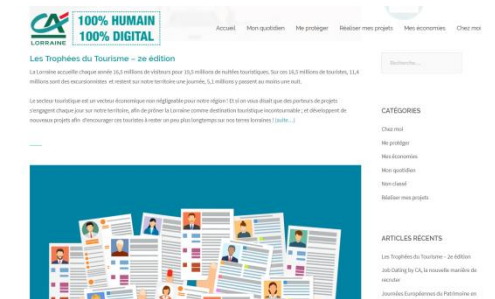 CA
LORRAINE
100% HUMAIN
100% DIGITAL
Accueil Mon quotidien Me protéger Réaliser mes projets Mes économies Chez moi
Les Trophées du Tourisme – 2e édition
La Lorraine accueille chaque année 16,5 millions de visiteurs pour 19,5 millions de nuitées touristiques. Sur ces 16,5 millions de touristes, 11,4
millions sont des excursionnistes et restent sur notre territoire une journée, 5,1 millions y passent au moins une nuit.
Le secteur touristique est un vecteur économique non négligeable pour notre région ! Et si on vous disait que des porteurs de projets
s'engagent chaque jour sur notre territoire, afin de prôner la Lorraine comme destination touristique incontournable ; et développent de
nouveaux projets afin d'encourager ces touristes à rester un peu plus longtemps sur nos terres lorraines ! (suite…)
Recherche…
CATÉGORIES
Chez moi
Me protéger
Mes économies
Mon quotidien
Non classé
Réaliser mes projets
ARTICLES RÉCENTS
Les Trophées du Tourisme – 2e édition
Job Dating by CA, la nouvelle manière de
recruter
Journées Européennes du Patrimoine en